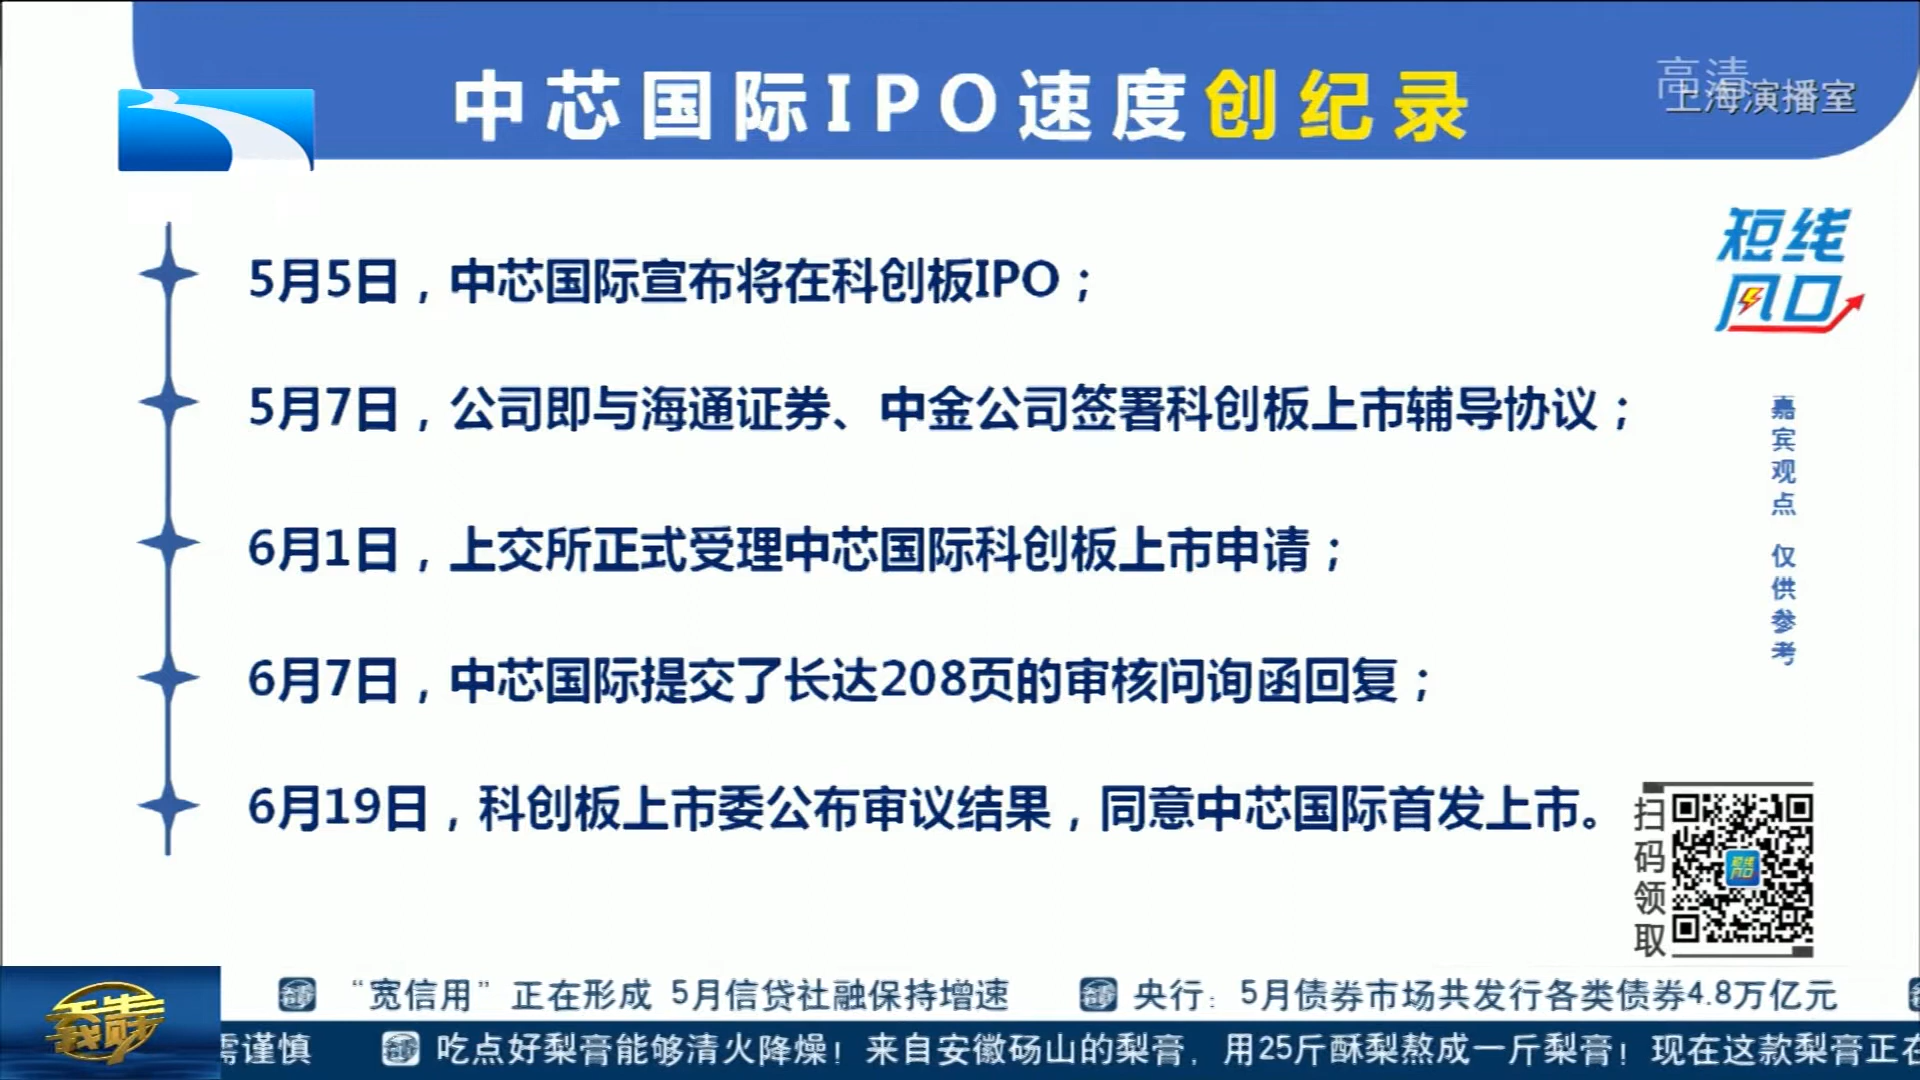 中芯国际IPO速度创纪录
高清
上海演播室
短线
风口
5月5日，中芯国际宣布将在科创板IPO；
5月7日，公司即与海通证券、中金公司签署科创板上市辅导协议；
6月1日，上交所正式受理中芯国际科创板上市申请；
6月7日，中芯国际提交了长达208页的审核问询函回复；
6月19日，科创板上市委公布审议结果，同意中芯国际首发上市。
嘉宾观点 仅供参考
扫码领取
短线
风口
“宽信用”正在形成 5月信贷社融保持增速 央行：5月债券市场共发行各类债券4.8万亿元
需谨慎 吃点好梨膏能够清火降燥！来自安徽砀山的梨膏，用25斤酥梨熬成一斤梨膏！现在这款梨膏正在